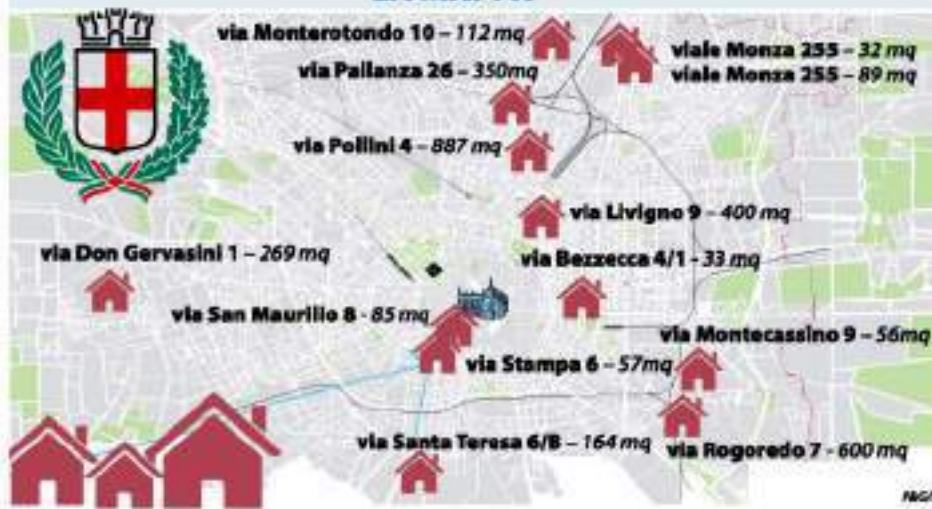 via Monterotondo 10 – 112 mq
viale Monza 255 – 32 mq
via Pallanza 26 – 350mq
viale Monza 255 – 89 mq
via Pollini 4 – 887 mq
via Livigno 9 – 400 mq
via Don Gervasini 1 – 269 mq
via Bezzecca 4/1 - 33 mq
via San Maurilio 8 - 85 mq
via Montecassino 9 – 56mq
via Stampa 6 – 57mq
via Santa Teresa 6/B – 164 mq
via Rogoredo 7 - 600 mq